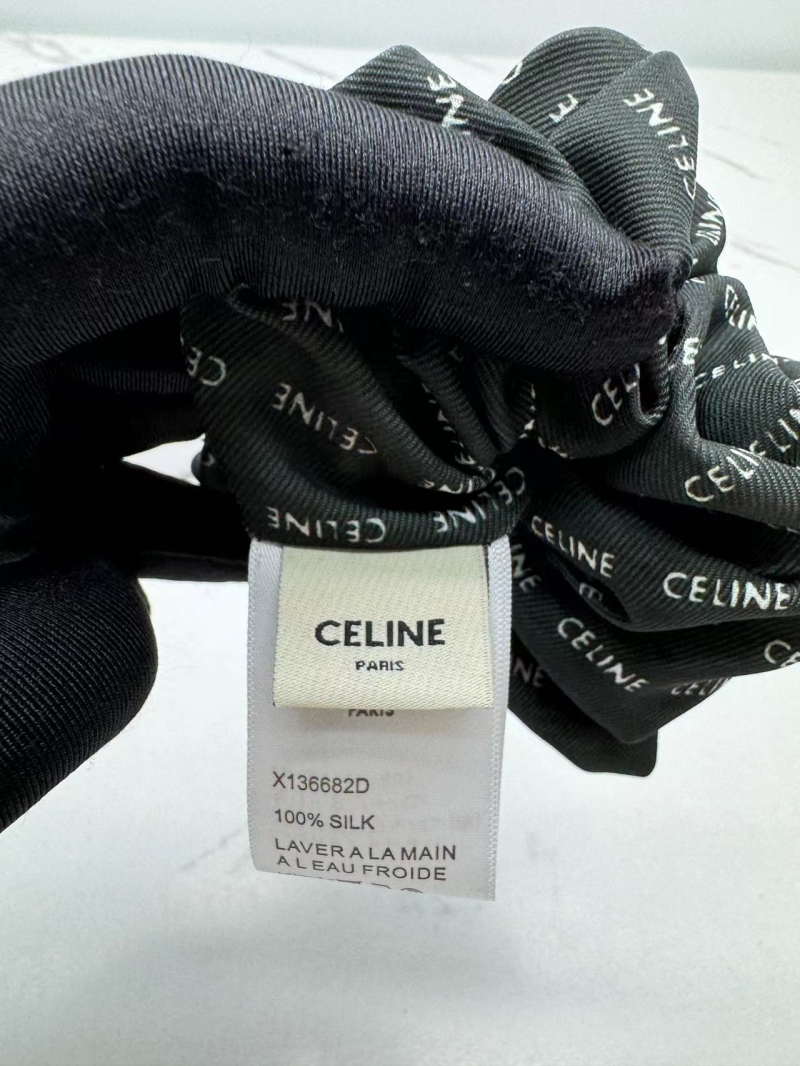 CELINE
CELINE
CELINE
CELINE
CELINE
CELINE
CELINE
CELINE
PARIS
PARIS
X136682D
100% SILK
LAVER A LA MAIN
A L EAU FROIDE